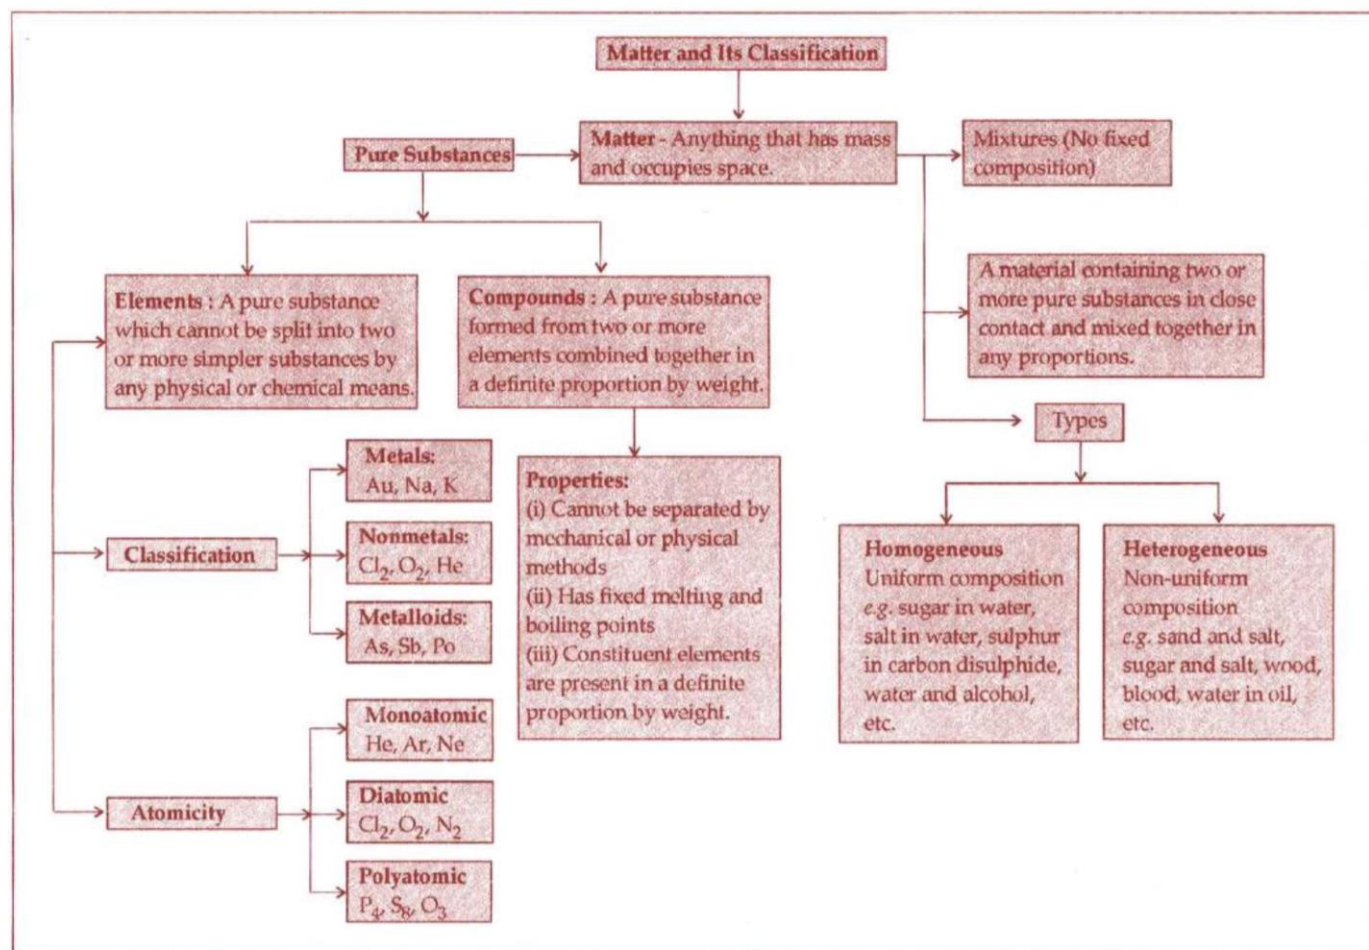 Matter and Its Classification
Pure Substances
Matter - Anything that has mass
and occupies space.
Mixtures (No fixed
composition)
Elements : A pure substance
which cannot be split into two
or more simpler substances by
any physical or chemical means.
Compounds : A pure substance
formed from two or more
elements combined together in
a definite proportion by weight.
A material containing two or
more pure substances in close
contact and mixed together in
any proportions.
Types
Metals:
Au, Na, K
Classification
Nonmetals:
Cl₂, O₂, He
Metalloids:
As, Sb, Po
Properties:
(i) Cannot be separated by
mechanical or physical
methods
(ii) Has fixed melting and
boiling points
(iii) Constituent elements
are present in a definite
proportion by weight.
Homogeneous
Uniform composition
e.g. sugar in water,
salt in water, sulphur
in carbon disulphide,
water and alcohol,
etc.
Heterogeneous
Non-uniform
composition
e.g. sand and salt,
sugar and salt, wood,
blood, water in oil,
etc.
Monoatomic
He, Ar, Ne
Atomicity
Diatomic
Cl₂, O₂, N₂
Polyatomic
P₄, S₈, O₃